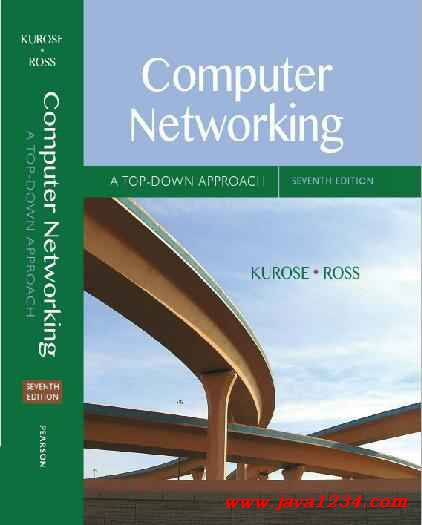 KUROSE
•
ROSS
Computer Networking
A TOP-DOWN APPROACH
SEVENTH
EDITION
PEARSON
Computer
Networking
A TOP-DOWN APPROACH
SEVENTH EDITION
KUROSE • ROSS
www.java1234.com